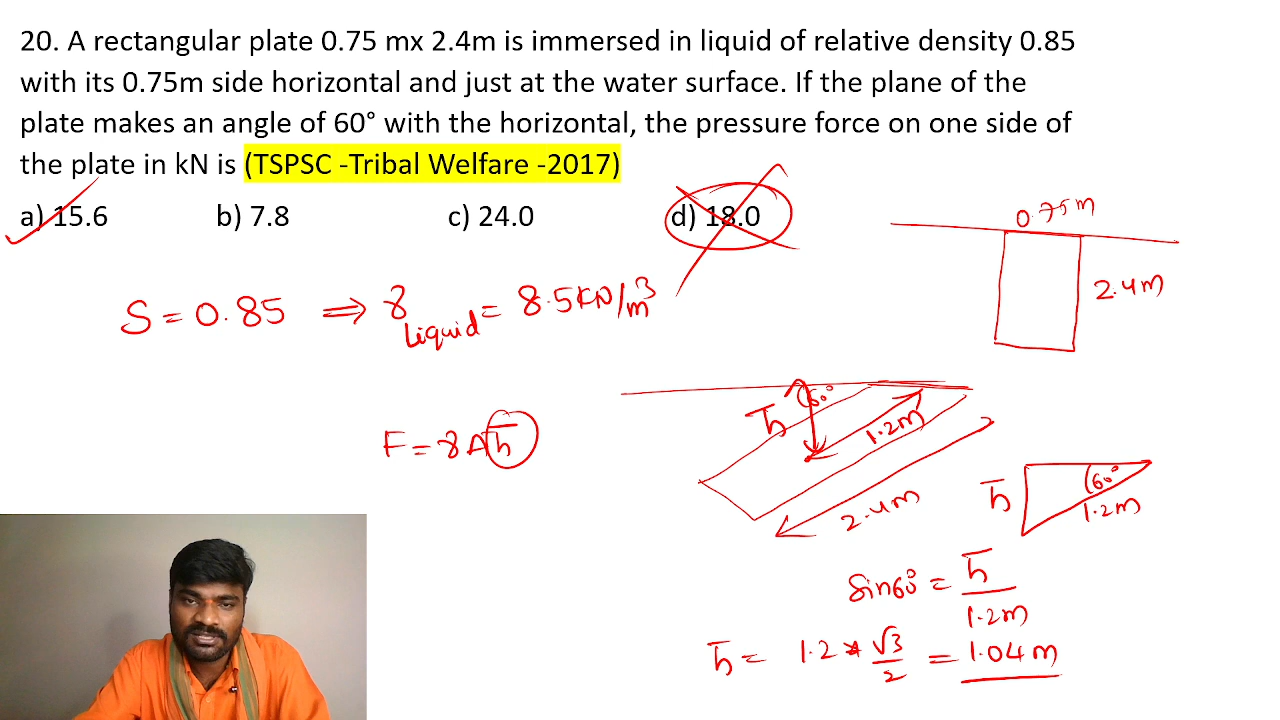 20. A rectangular plate 0.75 mx 2.4m is immersed in liquid of relative density 0.85
with its 0.75m side horizontal and just at the water surface. If the plane of the
plate makes an angle of 60° with the horizontal, the pressure force on one side of
the plate in kN is (TSPSC -Tribal Welfare -2017)
a) 15.6 b) 7.8 c) 24.0 d) 18.0
0.75m
2.4m
S = 0.85 ⇒ γ liquid = 8.5 KN/m³
F = γ A h̄
h̄ 60°
1.2m
2.4m
h̄ 60°
1.2m
Sin60° = h̄ / 1.2m
h̄ = 1.2 * √3/2 = 1.04 m